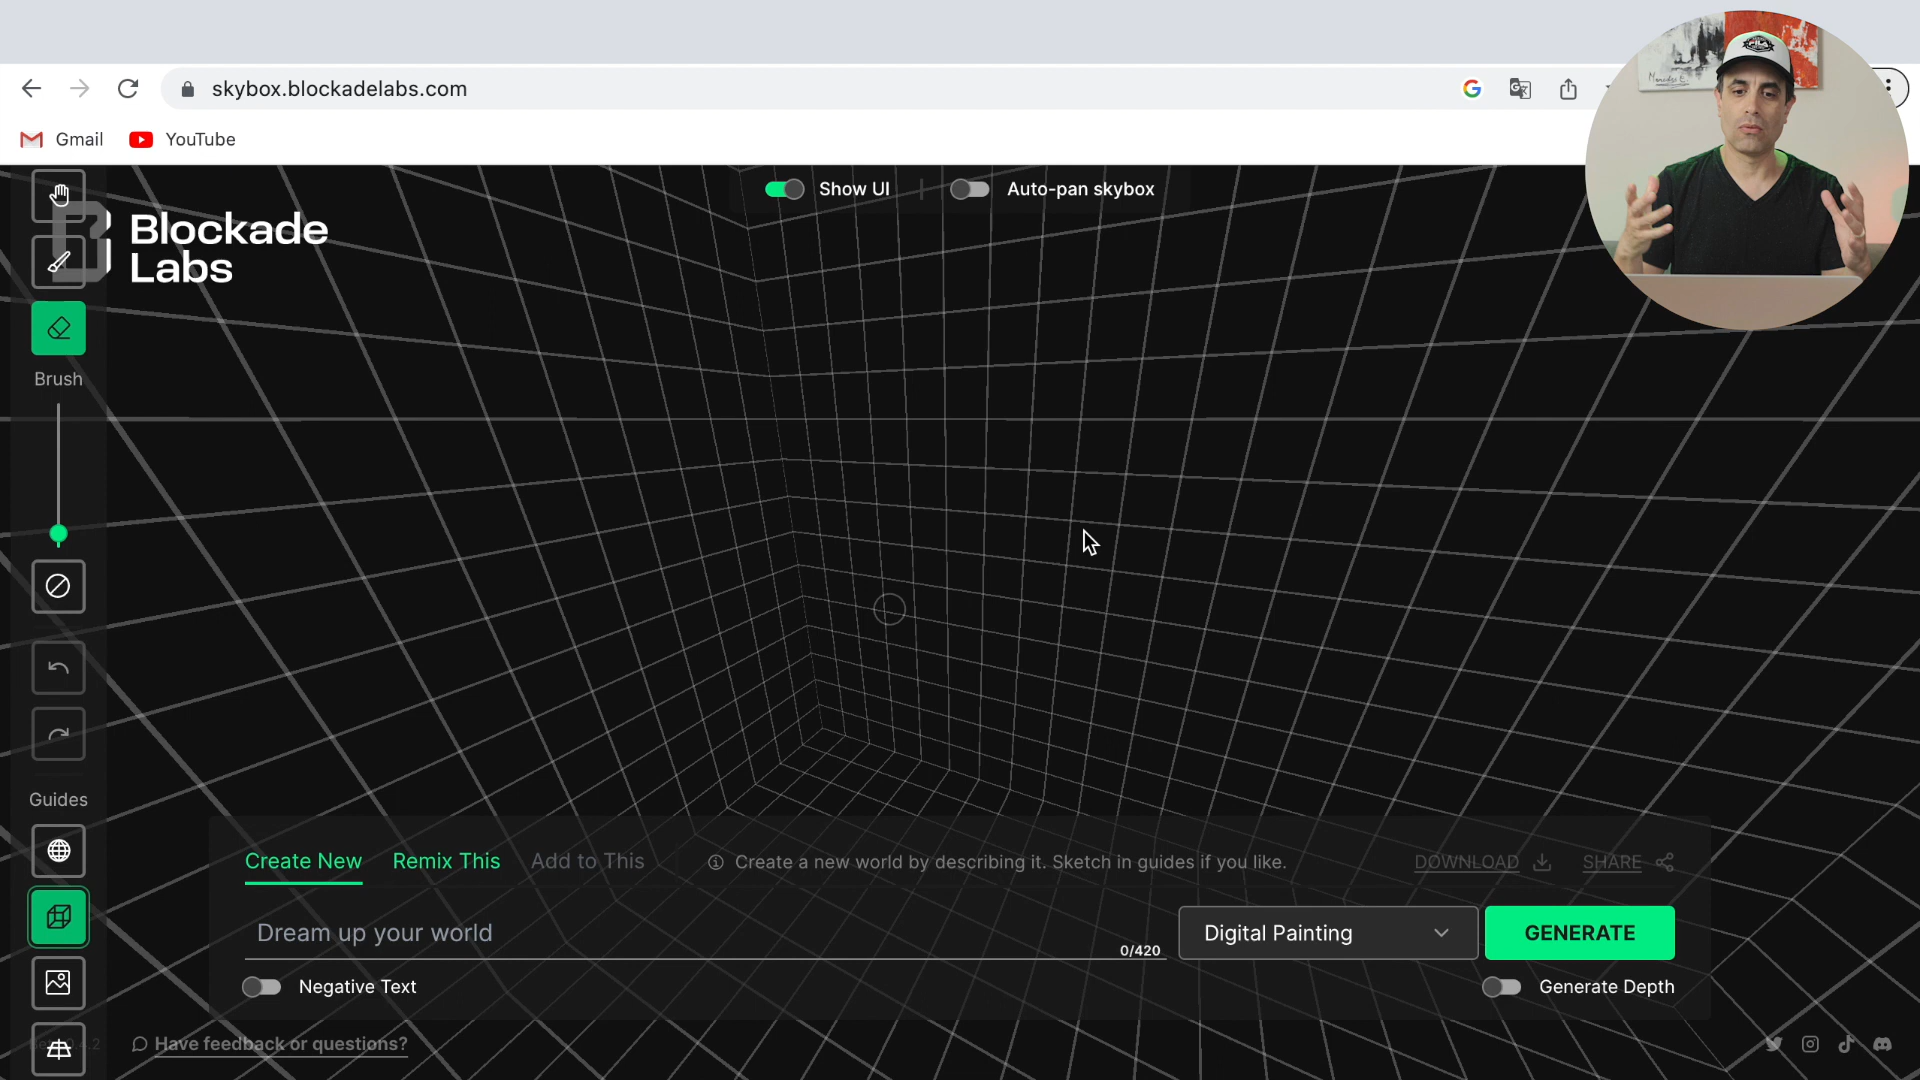 skybox.blockadelabs.com
Gmail YouTube
Show UI Auto-pan skybox
Blockade
Labs
Brush
Guides
Create New Remix This Add to This Create a new world by describing it. Sketch in guides if you like. DOWNLOAD SHARE
Dream up your world 0/420 Digital Painting GENERATE
Negative Text Generate Depth
Have feedback or questions?